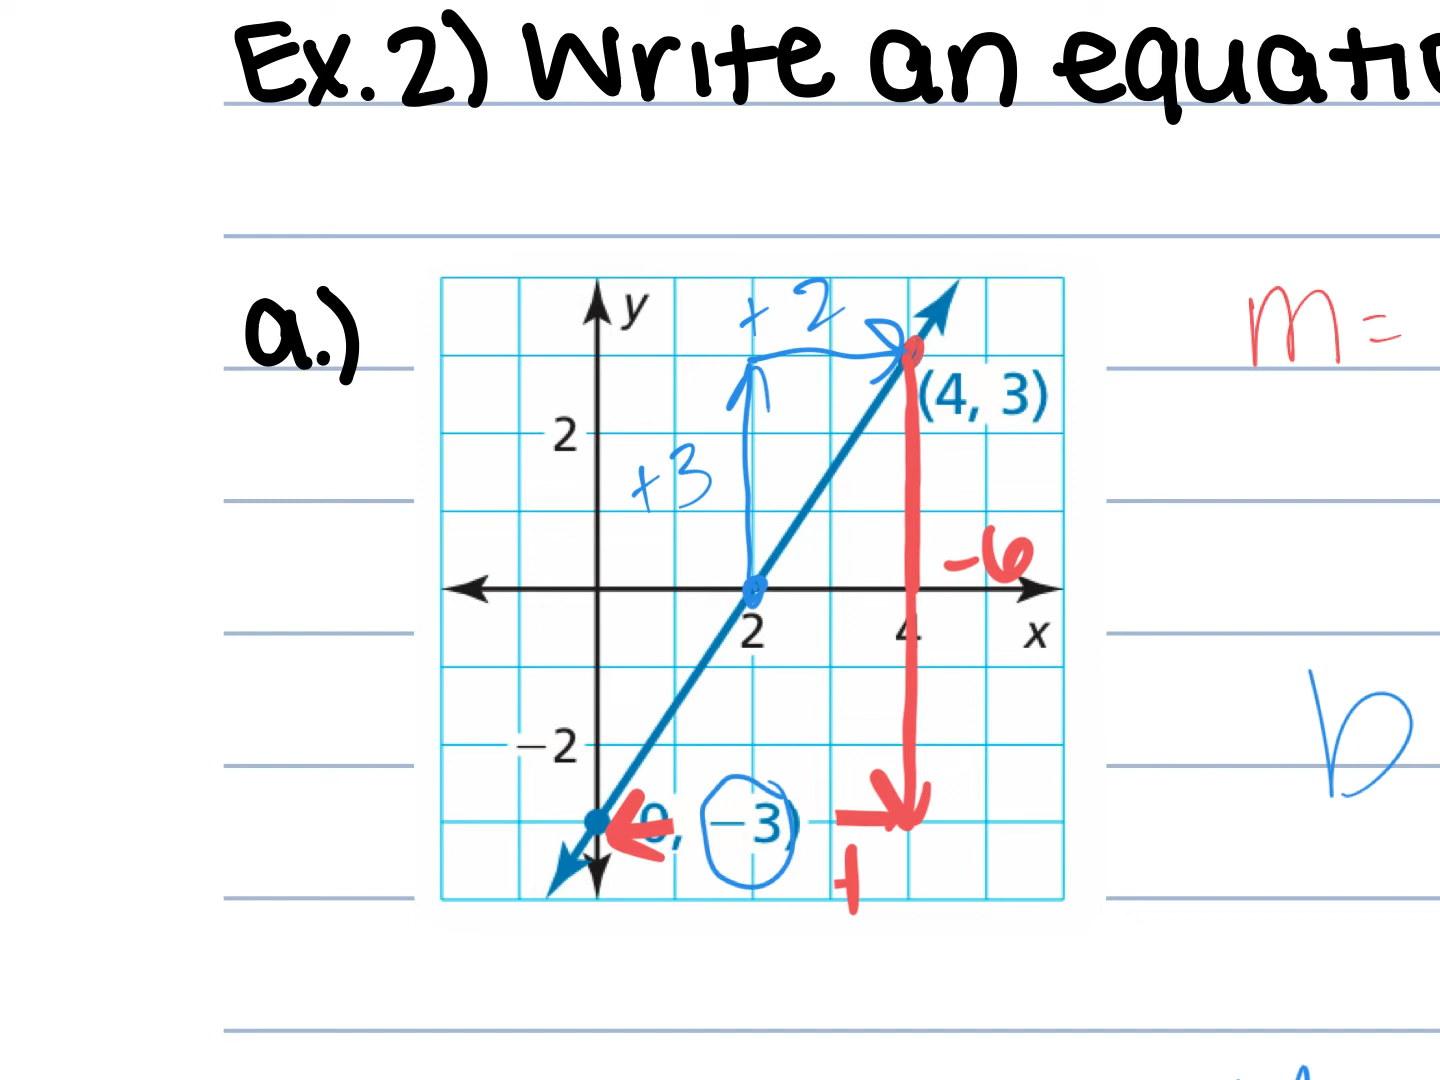 Ex.2) Write an equati
a.)
y
+2
m=
(4, 3)
2
+3
-6
2
4
x
b
−2
0, −3)